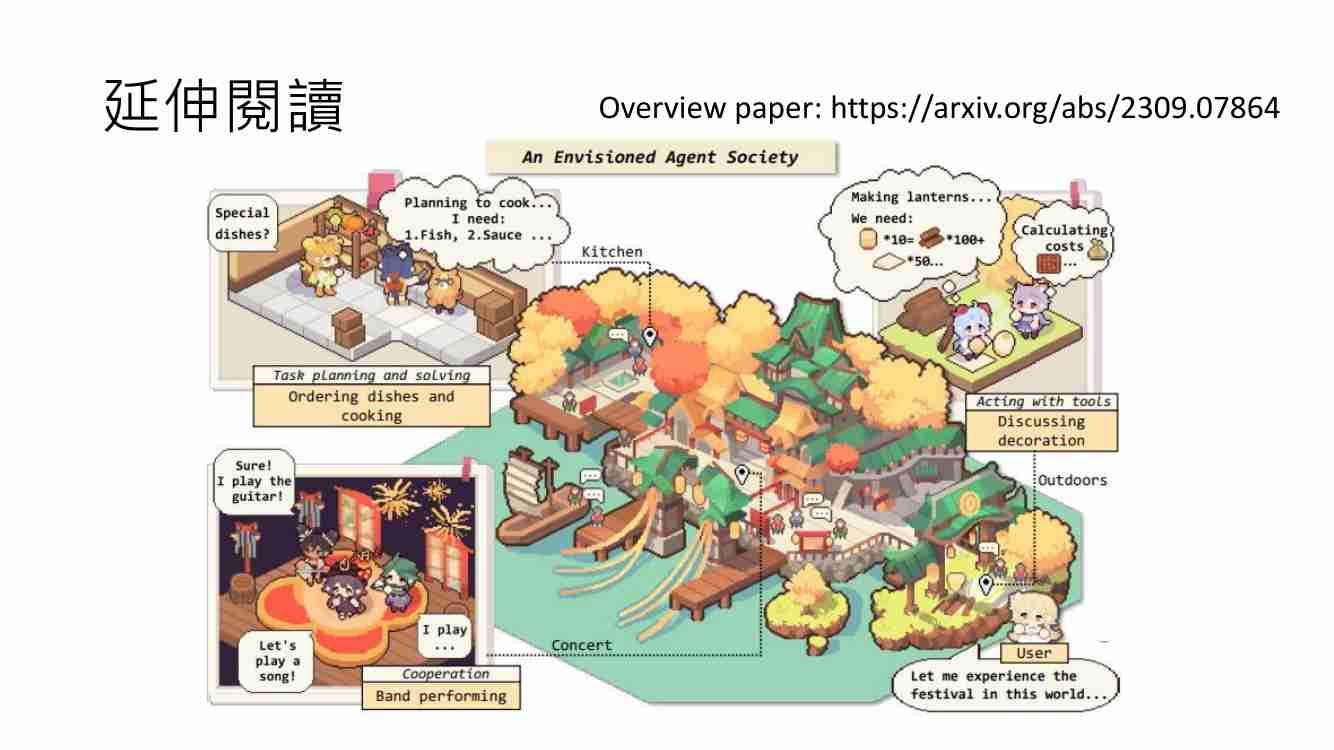 延伸閱讀
Overview paper: https://arxiv.org/abs/2309.07864
An Envisioned Agent Society
Special
dishes?
Planning to cook...
I need:
1.Fish, 2.Sauce ...
Kitchen
Task planning and solving
Ordering dishes and
cooking
Making lanterns...
We need:
*10= *100+
*50...
Calculating
costs
...
Acting with tools
Discussing
decoration
Outdoors
Sure!
I play the
guitar!
Let's
play a
song!
I play
...
Concert
Cooperation
Band performing
User
Let me experience the
festival in this world...